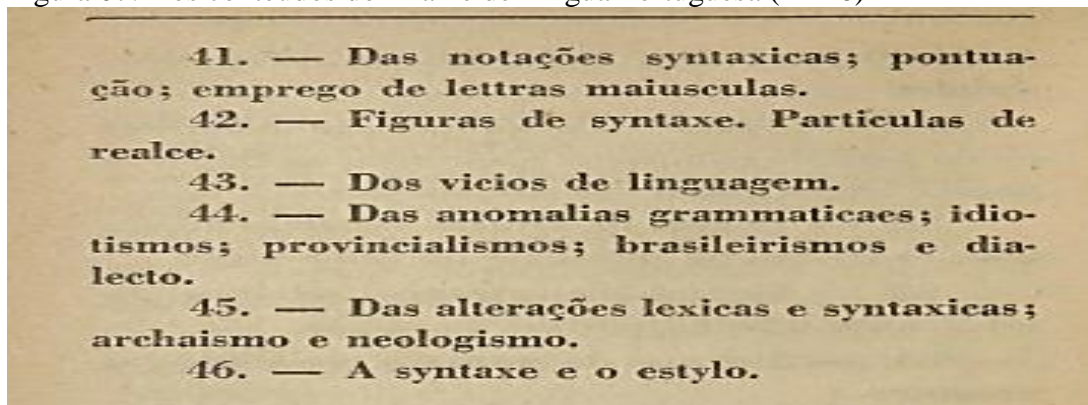 41. — Das notações syntaxicas; pontua-
ção; emprego de lettras maiusculas.
42. — Figuras de syntaxe. Particulas de
realce.
43. — Dos vicios de linguagem.
44. — Das anomalias grammaticaes; idio-
tismos; provincialismos; brasileirismos e dia-
lecto.
45. — Das alterações lexicas e syntaxicas;
archaismo e neologismo.
46. — A syntaxe e o estylo.